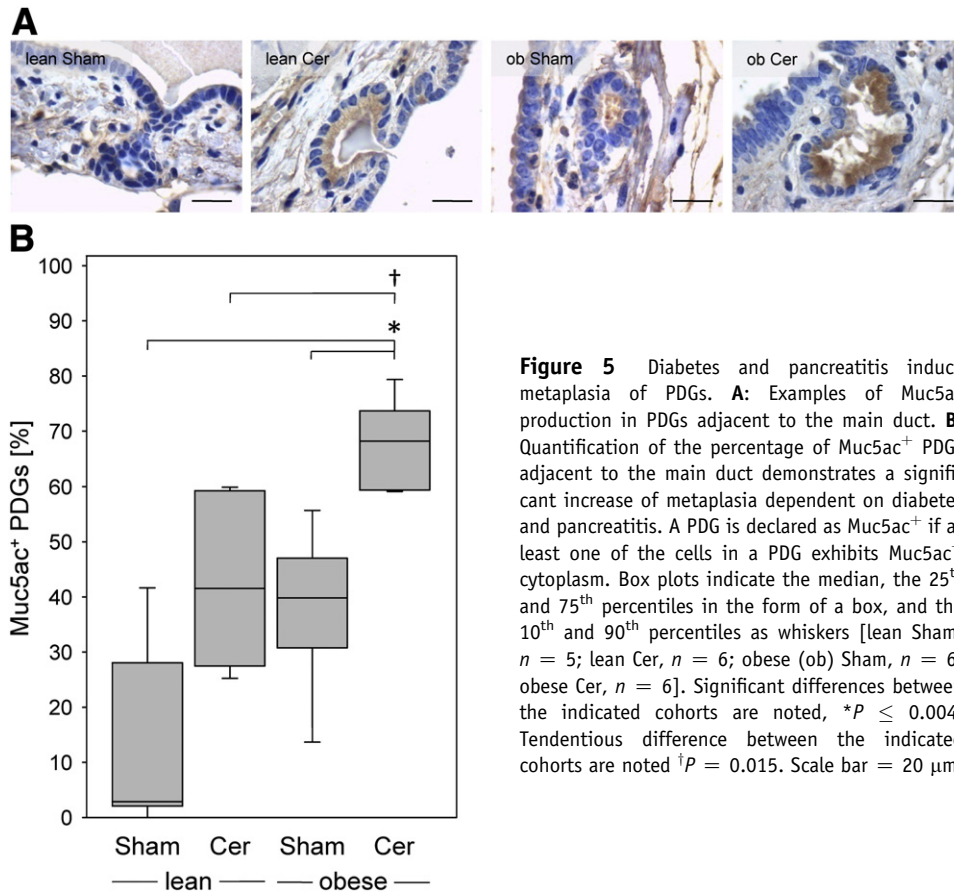 A
lean Sham
lean Cer
ob Sham
ob Cer
B
100
90
80
70
60
50
40
30
20
10
0
Muc5ac⁺ PDGs [%]
†
*
Sham Cer Sham Cer
lean obese
Figure 5 Diabetes and pancreatitis induc
metaplasia of PDGs. A: Examples of Muc5a
production in PDGs adjacent to the main duct. B
Quantification of the percentage of Muc5ac⁺ PDG
adjacent to the main duct demonstrates a signifi-
cant increase of metaplasia dependent on diabete
and pancreatitis. A PDG is declared as Muc5ac⁺ if a
least one of the cells in a PDG exhibits Muc5ac⁺
cytoplasm. Box plots indicate the median, the 25ᵗʰ
and 75ᵗʰ percentiles in the form of a box, and th
10ᵗʰ and 90ᵗʰ percentiles as whiskers [lean Sham
n = 5; lean Cer, n = 6; obese (ob) Sham, n = 6
obese Cer, n = 6]. Significant differences betwee
the indicated cohorts are noted, *P ≤ 0.004
Tendentious difference between the indicate
cohorts are noted †P = 0.015. Scale bar = 20 μm